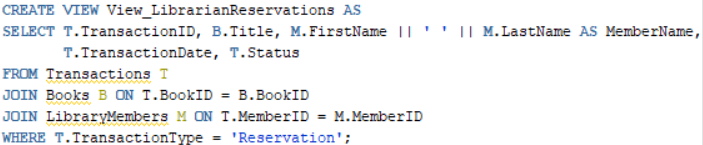 CREATE VIEW View_LibrarianReservations AS
SELECT T.TransactionID, B.Title, M.FirstName || ' ' || M.LastName AS MemberName,
       T.TransactionDate, T.Status
FROM Transactions T
JOIN Books B ON T.BookID = B.BookID
JOIN LibraryMembers M ON T.MemberID = M.MemberID
WHERE T.TransactionType = 'Reservation';